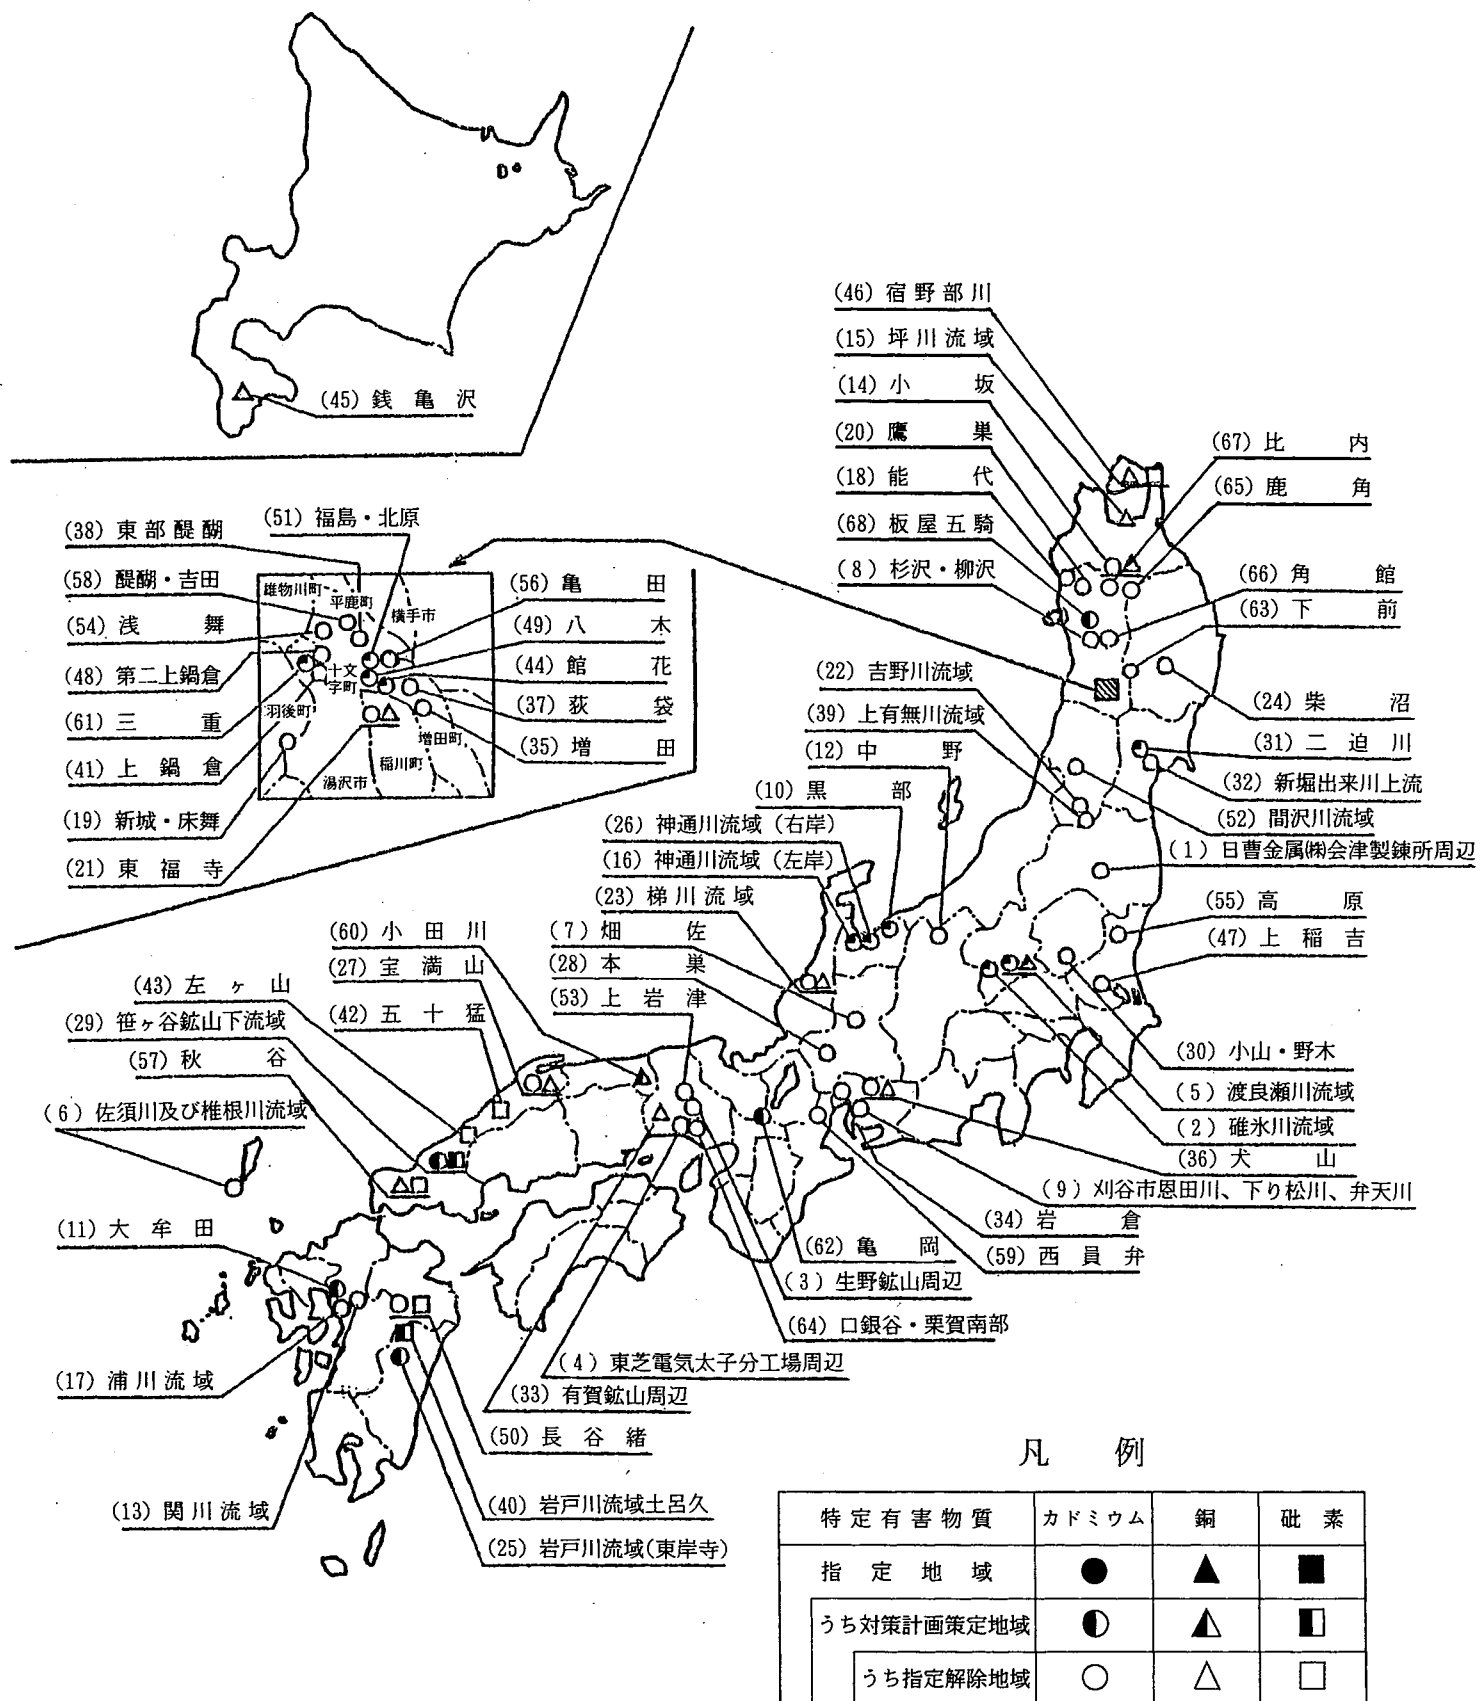 (45) 銭亀沢
(46) 宿野部川
(15) 坪川流域
(14) 小坂
(20) 鷹巣
(18) 能代
(68) 板屋五騎
(8) 杉沢・柳沢
(67) 比内
(65) 鹿角
(66) 角館
(63) 下前
(24) 柴沼
(31) 二迫川
(32) 新堀出来川上流
(52) 間沢川流域
(1) 日曹金属㈱会津製錬所周辺
(55) 高原
(47) 上稲吉
(22) 吉野川流域
(39) 上有無川流域
(12) 中野
(10) 黒部
(26) 神通川流域 (右岸)
(16) 神通川流域 (左岸)
(23) 梯川流域
(7) 畑佐
(28) 本巣
(53) 上岩津
(38) 東部醍醐
(51) 福島・北原
(58) 醍醐・吉田
(54) 浅舞
(48) 第二上鍋倉
(61) 三重
(41) 上鍋倉
(19) 新城・床舞
(21) 東福寺
(56) 亀田
(49) 八木
(44) 館花
(37) 荻袋
(35) 増田
雄物川町
平鹿町
横手市
十文
字町
羽後町
増田町
稲川町
湯沢市
(60) 小田川
(27) 宝満山
(42) 五十猛
(43) 左ヶ山
(29) 笹ヶ谷鉱山下流域
(57) 秋谷
(6) 佐須川及び椎根川流域
(11) 大牟田
(17) 浦川流域
(13) 関川流域
(30) 小山・野木
(5) 渡良瀬川流域
(2) 碓氷川流域
(36) 犬山
(9) 刈谷市恩田川、下り松川、弁天川
(34) 岩倉
(59) 西員弁
(62) 亀岡
(3) 生野鉱山周辺
(64) 口銀谷・栗賀南部
(4) 東芝電気太子分工場周辺
(33) 有賀鉱山周辺
(50) 長谷緒
(40) 岩戸川流域土呂久
(25) 岩戸川流域(東岸寺)
凡例
特定有害物質 カドミウム 銅 砒素
指定地域 ● ▲ ■
うち対策計画策定地域 ◐ ◮ ◧
うち指定解除地域 ○ △ □